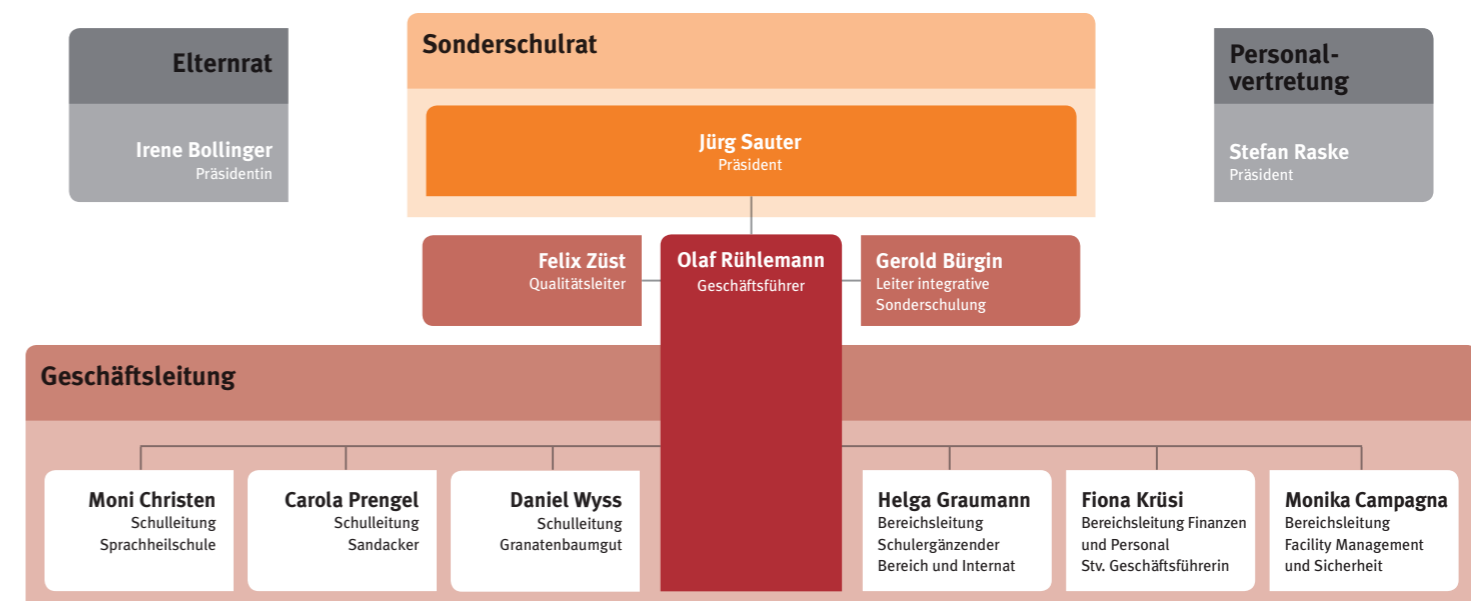 Elternrat
Irene Bollinger
Präsidentin
Sonderschulrat
Jürg Sauter
Präsident
Personal-
vertretung
Stefan Raske
Präsident
Felix Züst
Qualitätsleiter
Olaf Rühlemann
Geschäftsführer
Gerold Bürgin
Leiter integrative
Sonderschulung
Geschäftsleitung
Moni Christen
Schulleitung
Sprachheilschule
Carola Prengel
Schulleitung
Sandacker
Daniel Wyss
Schulleitung
Granatenbaumgut
Helga Graumann
Bereichsleitung
Schulergänzender
Bereich und Internat
Fiona Krüsi
Bereichsleitung Finanzen
und Personal
Stv. Geschäftsführerin
Monika Campagna
Bereichsleitung
Facility Management
und Sicherheit